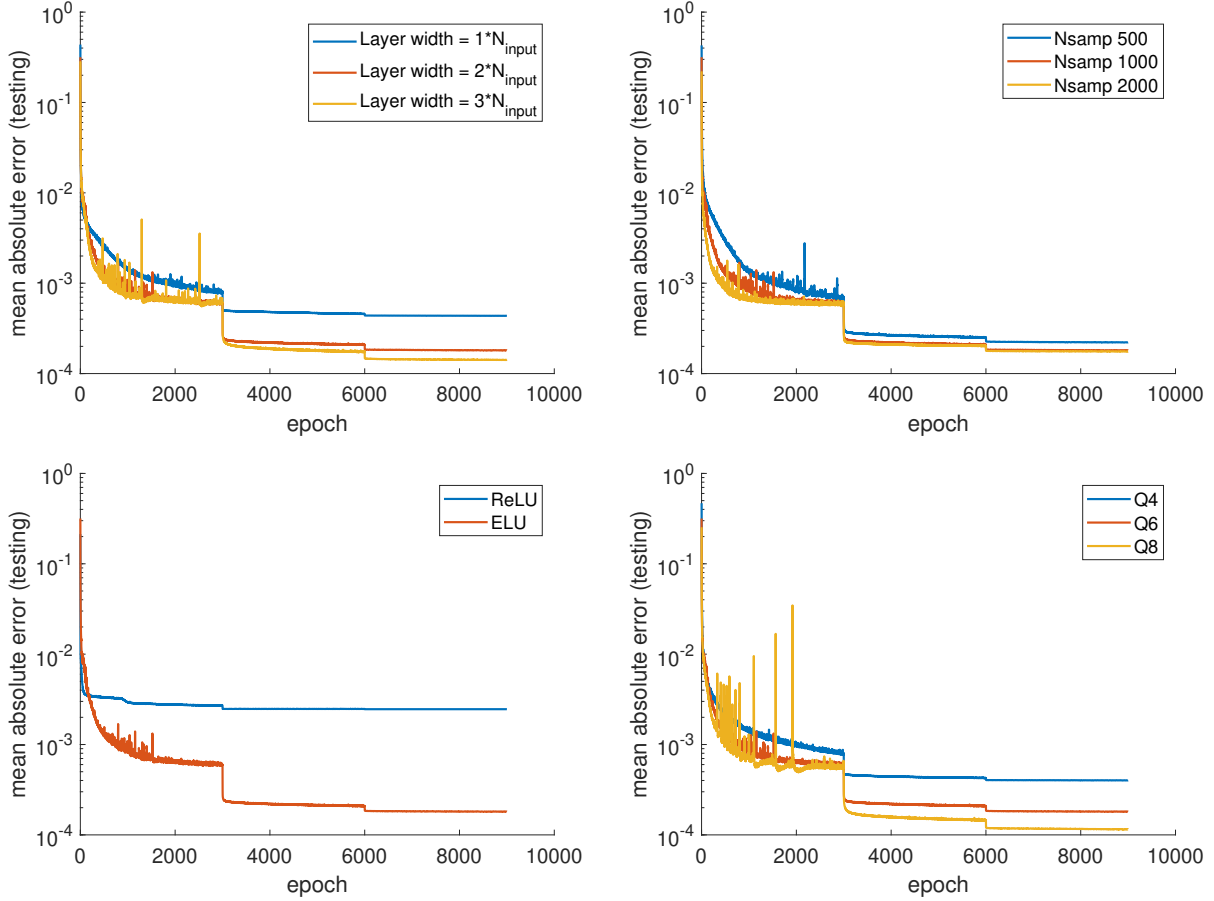 10^0
10^-1
10^-2
10^-3
10^-4
mean absolute error (testing)
Layer width = 1*N_input
Layer width = 2*N_input
Layer width = 3*N_input
0 2000 4000 6000 8000 10000
epoch
10^0
10^-1
10^-2
10^-3
10^-4
mean absolute error (testing)
Nsamp 500
Nsamp 1000
Nsamp 2000
0 2000 4000 6000 8000 10000
epoch
10^0
10^-1
10^-2
10^-3
10^-4
mean absolute error (testing)
ReLU
ELU
0 2000 4000 6000 8000 10000
epoch
10^0
10^-1
10^-2
10^-3
10^-4
mean absolute error (testing)
Q4
Q6
Q8
0 2000 4000 6000 8000 10000
epoch